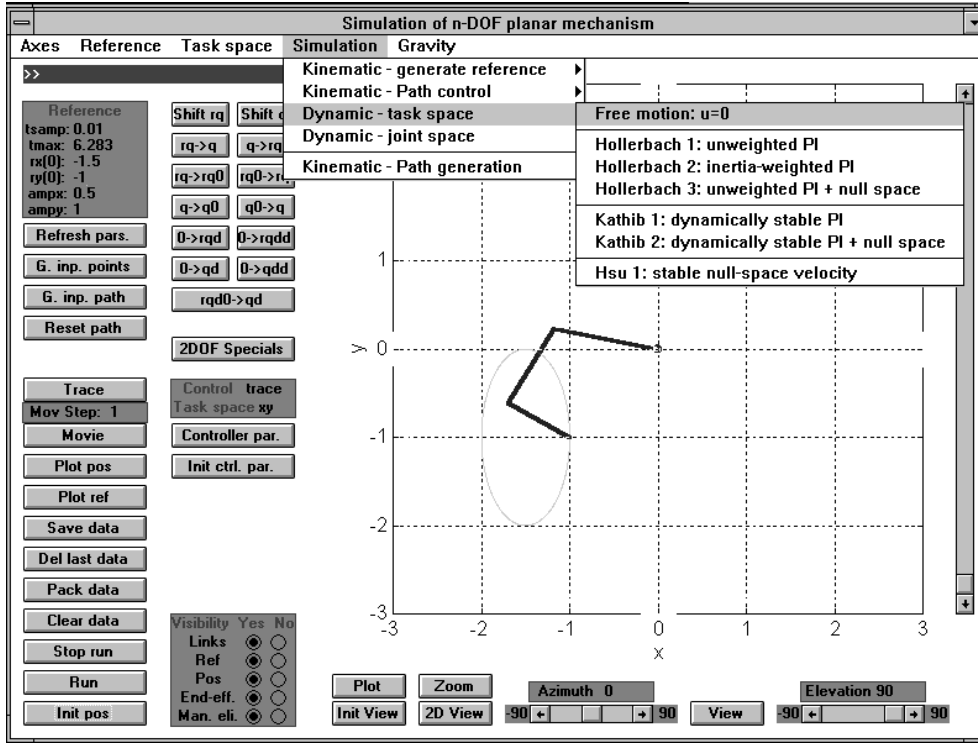 Simulation of n-DOF planar mechanism
Axes Reference Task space Simulation Gravity
>>
Kinematic - generate reference
Kinematic - Path control
Dynamic - task space
Dynamic - joint space
Kinematic - Path generation
Free motion: u=0
Hollerbach 1: unweighted PI
Hollerbach 2: inertia-weighted PI
Hollerbach 3: unweighted PI + null space
Kathib 1: dynamically stable PI
Kathib 2: dynamically stable PI + null space
Hsu 1: stable null-space velocity
Reference
tsamp: 0.01
tmax: 6.283
rx(0): -1.5
ry(0): -1
ampx: 0.5
ampy: 1
Refresh pars.
G. inp. points
G. inp. path
Reset path
Trace
Mov Step: 1
Movie
Plot pos
Plot ref
Save data
Del last data
Pack data
Clear data
Stop run
Run
Init pos
Shift rq Shift
rq->q q->rq
rq->rq0 rq0->
q->q0 q0->q
0->rqd 0->rqdd
0->qd 0->qdd
rqd0->qd
2DOF Specials
Control trace
Task space xy
Controller par.
Init ctrl. par.
Visibility Yes No
Links
Ref
Pos
End-eff.
Man. eli.
1
0
-1
-2
-3
y
-3 -2 -1 0 1 2 3
x
Plot Zoom
Init View 2D View
Azimuth 0
-90 90
View
Elevation 90
-90 90